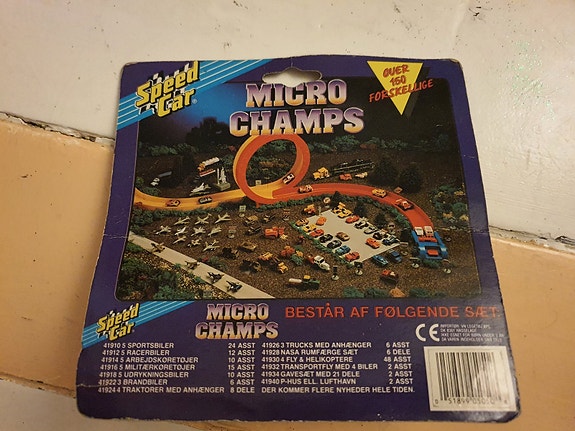 Speed Car®
MICRO CHAMPS
OVER 150 FORSKELLIGE
Speed Car
MICRO CHAMPS
BESTÅR AF FØLGENDE SÆT
41910 5 SPORTSBILER 24 ASST
41912 5 RACERBILER 12 ASST
41914 5 ARBEJDSKØRETØJER 10 ASST
41916 5 MILITÆRKØRETØJER 15 ASST
41918 5 UDRYKNINGSBILER 10 ASST
41922 3 BRANDBILER 6 ASST
41924 4 TRAKTORER MED ANHÆNGER 8 DELE
41926 3 TRUCKS MED ANHÆNGER 6 ASST
41928 NASA RUMFÆRGE SÆT 6 DELE
41930 4 FLY & HELIKOPTERE 48 ASST
41932 TRANSPORTFLY MED 4 BILER 2 ASST
41934 GAVESÆT MED 21 DELE 2 ASST
41940 P-HUS ELL. LUFTHAVN 2 ASST
DER KOMMER FLERE NYHEDER HELE TIDEN.
CE